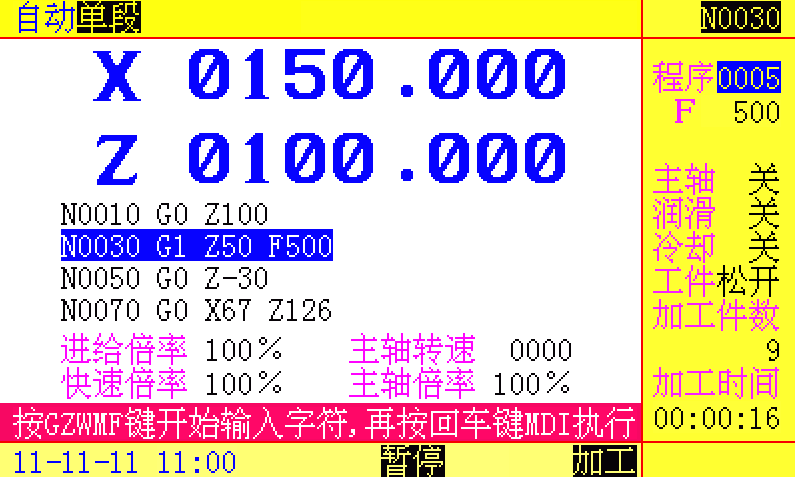 自动单段 N0030
X 0150.000
Z 0100.000
N0010 G0 Z100
N0030 G1 Z50 F500
N0050 G0 Z-30
N0070 G0 X67 Z126
进给倍率 100% 主轴转速 0000
快速倍率 100% 主轴倍率 100%
按GZWMF键开始输入字符,再按回车键MDI执行
程序0005
F 500
主轴 关
润滑 关
冷却 关
工件松开
加工件数
9
加工时间
00:00:16
11-11-11 11:00 暂停 加工